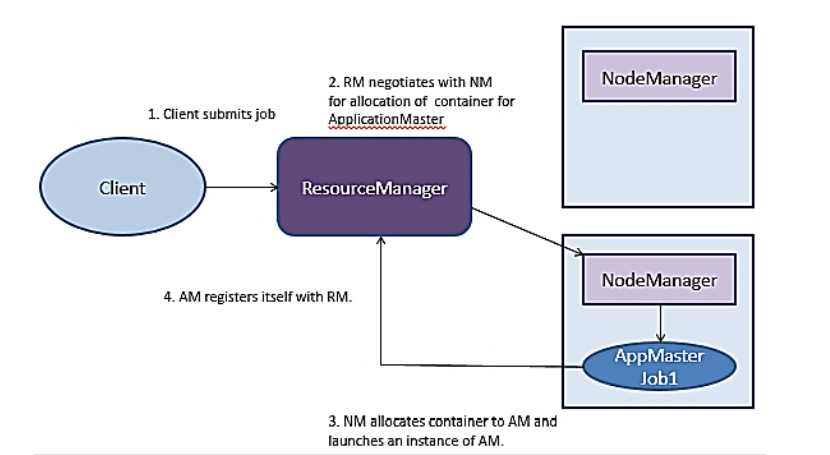 NodeManager
2. RM negotiates with NM
for allocation of container for
ApplicationMaster
1. Client submits job
Client
ResourceManager
NodeManager
4. AM registers itself with RM.
AppMaster
Job1
3. NM allocates container to AM and
launches an instance of AM.